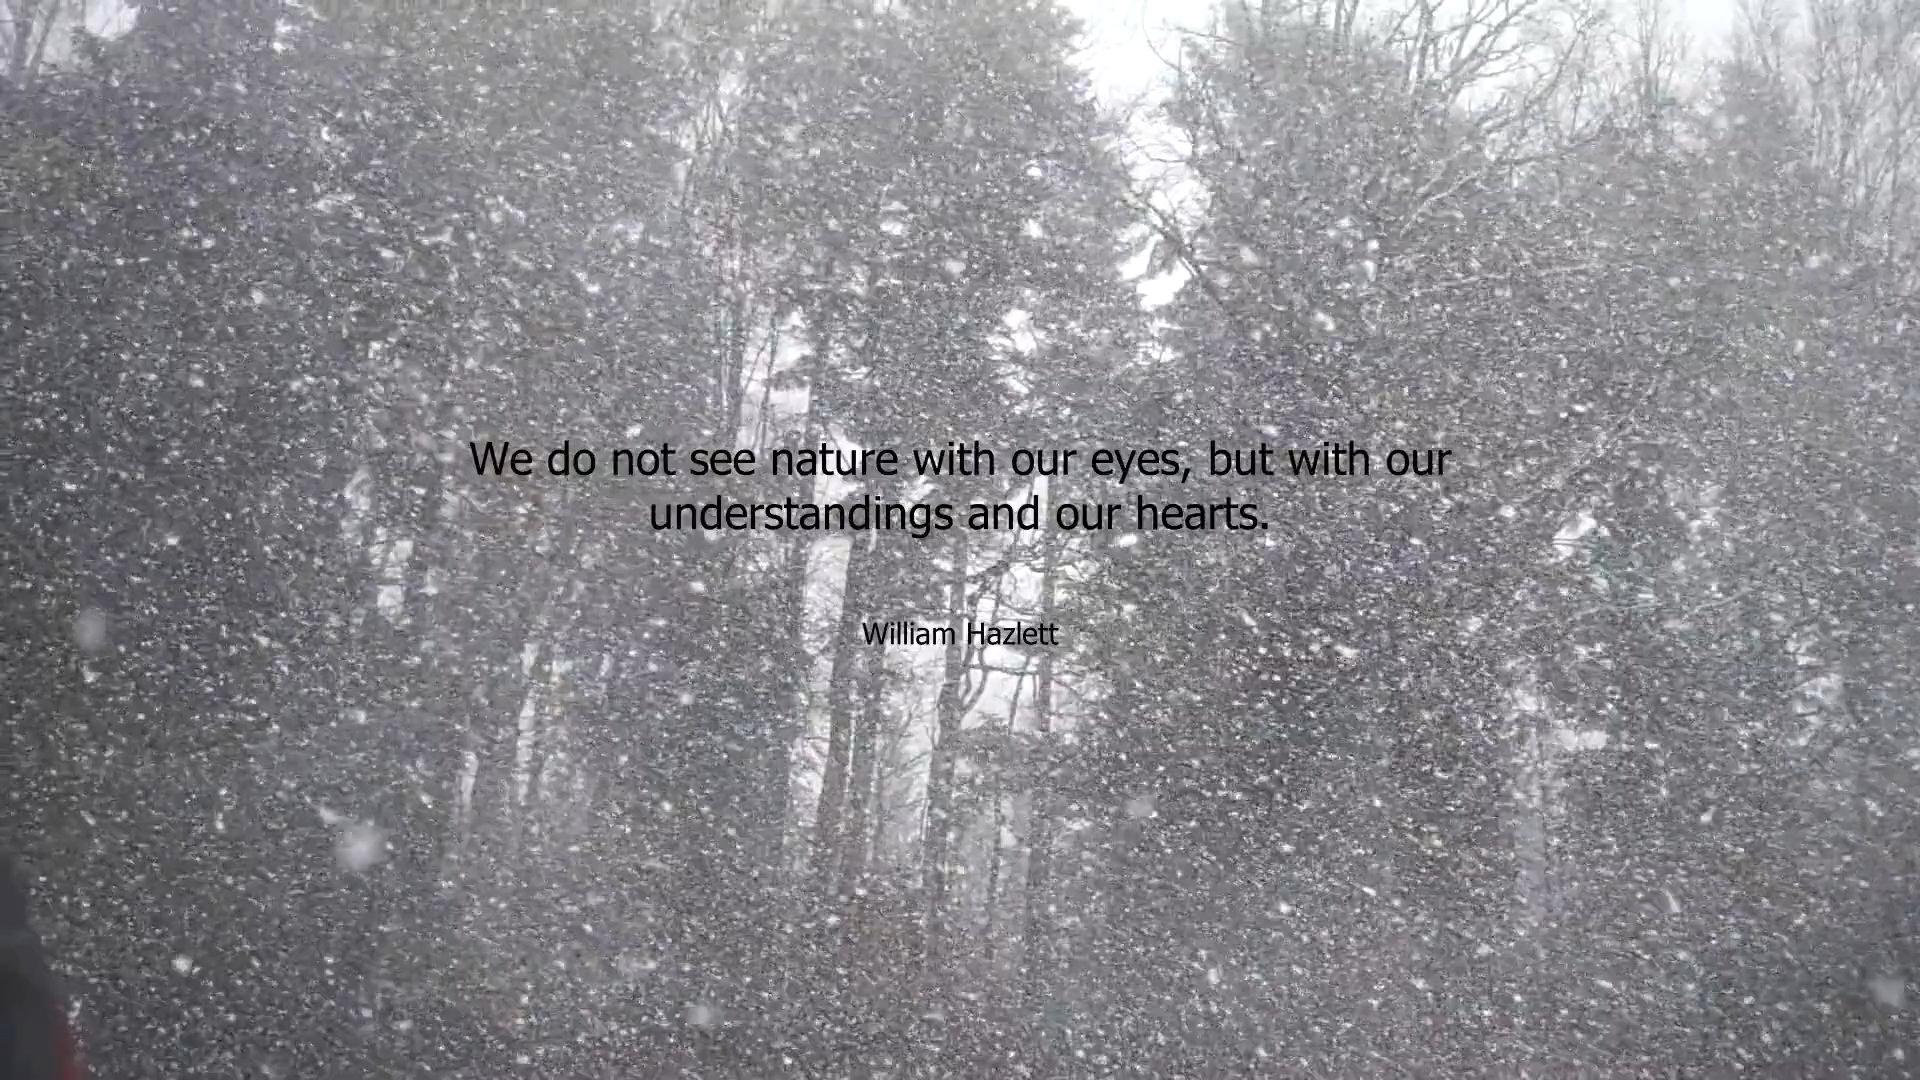 We do not see nature with our eyes, but with our
understandings and our hearts.
William Hazlett